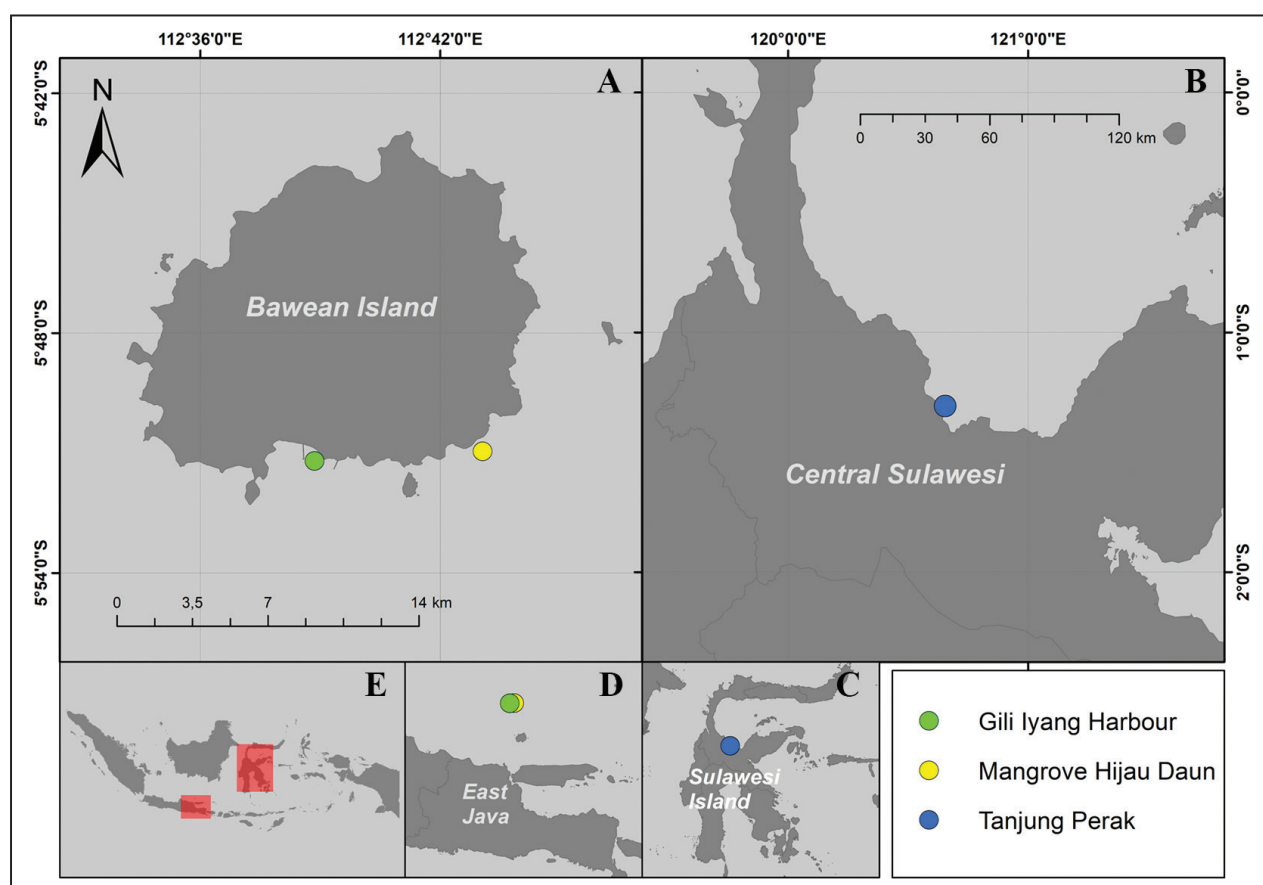 112°36'0"E
112°42'0"E
120°0'0"E
121°0'0"E
5°42'0"S
5°48'0"S
5°54'0"S
N
A
Bawean Island
0
3,5
7
14 km
B
0
30
60
120 km
Central Sulawesi
0°0'0"
1°0'0"S
2°0'0"S
E
D
East
Java
C
Sulawesi
Island
Gili Iyang Harbour
Mangrove Hijau Daun
Tanjung Perak